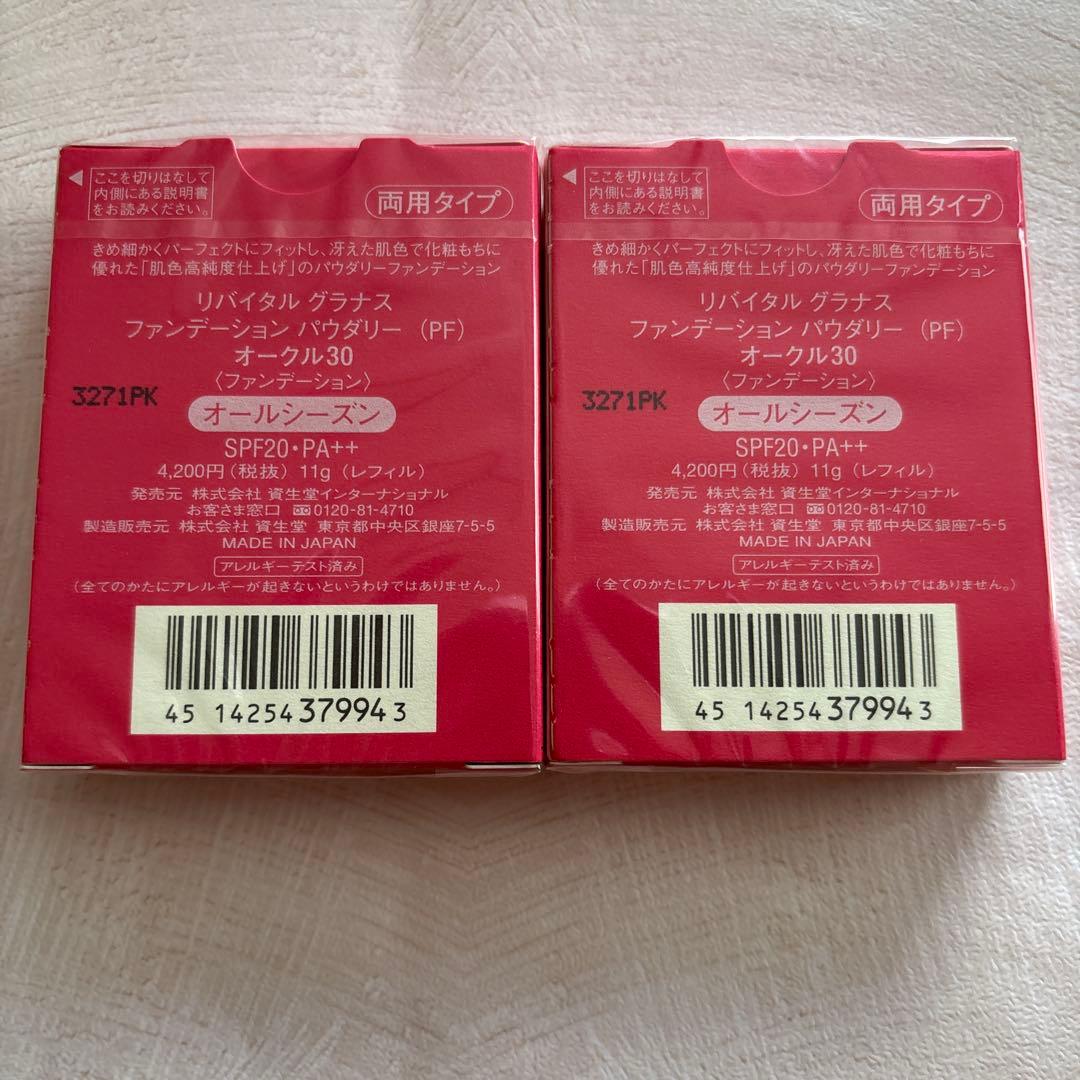 ここを切りはなして
内側にある説明書
をお読みください。
両用タイプ
きめ細かくパーフェクトにフィットし、冴えた肌色で化粧もちに
優れた「肌色高純度仕上げ」のパウダリーファンデーション
リバイタル グラナス
ファンデーション パウダリー (PF)
オークル30
〈ファンデーション〉
3271PK
オールシーズン
SPF20・PA++
4,200円(税抜) 11g (レフィル)
発売元 株式会社 資生堂インターナショナル
お客さま窓口 0120-81-4710
製造販売元 株式会社 資生堂 東京都中央区銀座7-5-5
MADE IN JAPAN
アレルギーテスト済み
(全てのかたにアレルギーが起きないというわけではありません。)
45 14254 37994 3
ここを切りはなして
内側にある説明書
をお読みください。
両用タイプ
きめ細かくパーフェクトにフィットし、冴えた肌色で化粧もちに
優れた「肌色高純度仕上げ」のパウダリーファンデーション
リバイタル グラナス
ファンデーション パウダリー (PF)
オークル30
〈ファンデーション〉
3271PK
オールシーズン
SPF20・PA++
4,200円(税抜) 11g (レフィル)
発売元 株式会社 資生堂インターナショナル
お客さま窓口 0120-81-4710
製造販売元 株式会社 資生堂 東京都中央区銀座7-5-5
MADE IN JAPAN
アレルギーテスト済み
(全てのかたにアレルギーが起きないというわけではありません。)
45 14254 37994 3